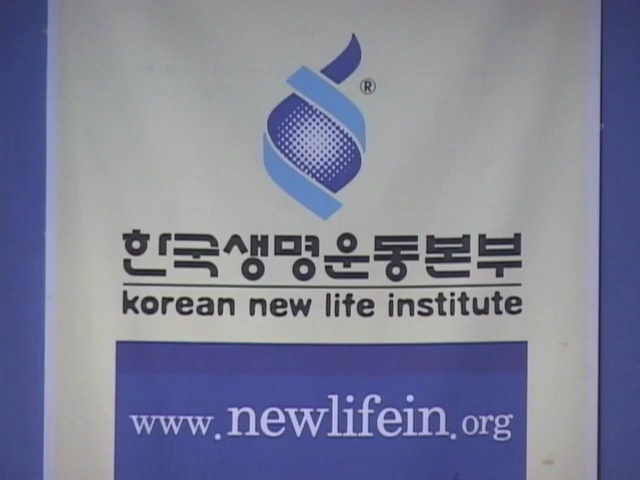 ®
한국생명운동본부
korean new life institute
www.newlifein.org